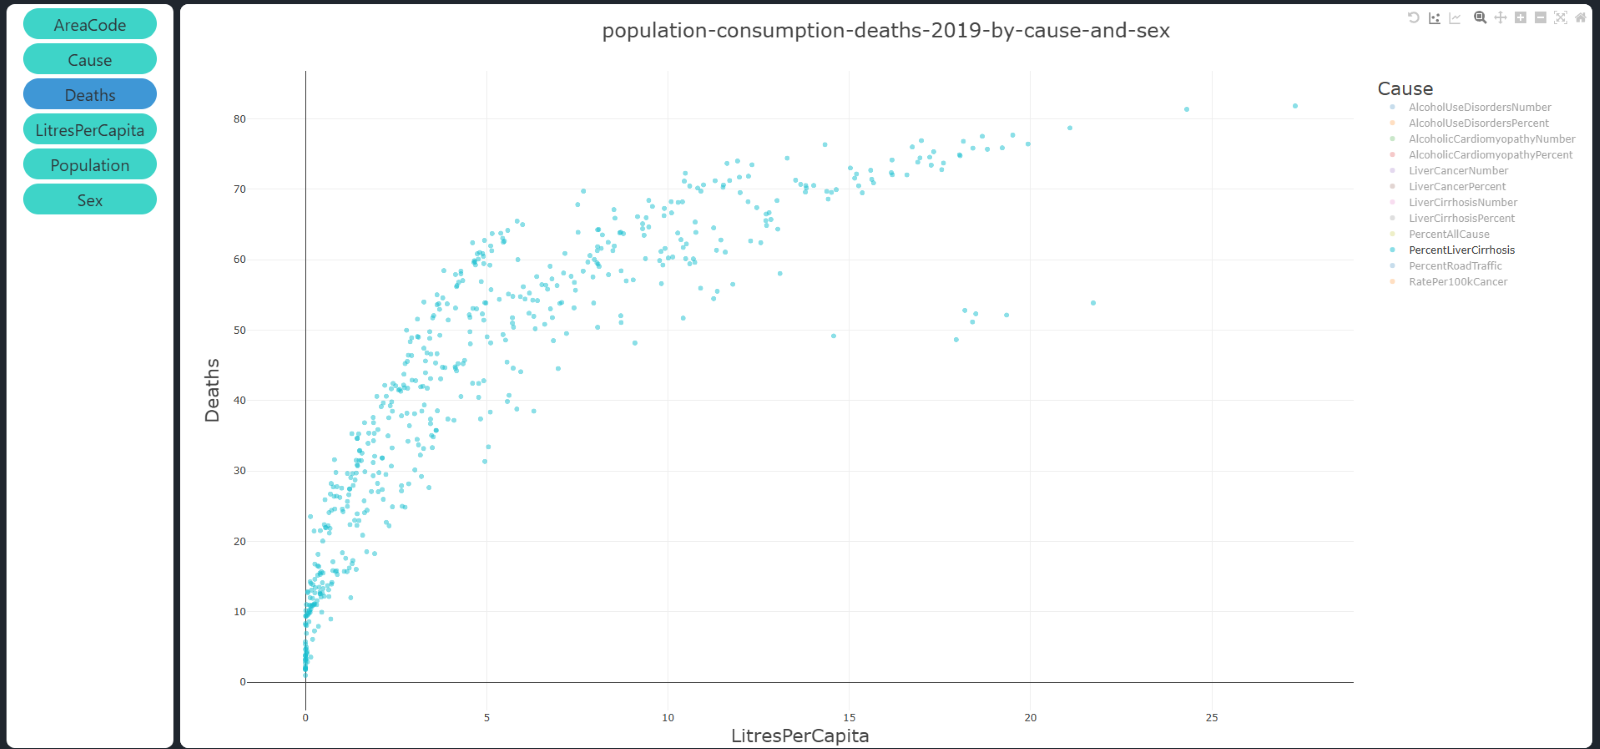 AreaCode
Cause
Deaths
LitresPerCapita
Population
Sex
population-consumption-deaths-2019-by-cause-and-sex
Deaths
80
70
60
50
40
30
20
10
0
0 5 10 15 20 25
LitresPerCapita
Cause
AlcoholUseDisordersNumber
AlcoholUseDisordersPercent
AlcoholicCardiomyopathyNumber
AlcoholicCardiomyopathyPercent
LiverCancerNumber
LiverCancerPercent
LiverCirrhosisNumber
LiverCirrhosisPercent
PercentAllCause
PercentLiverCirrhosis
PercentRoadTraffic
RatePer100kCancer